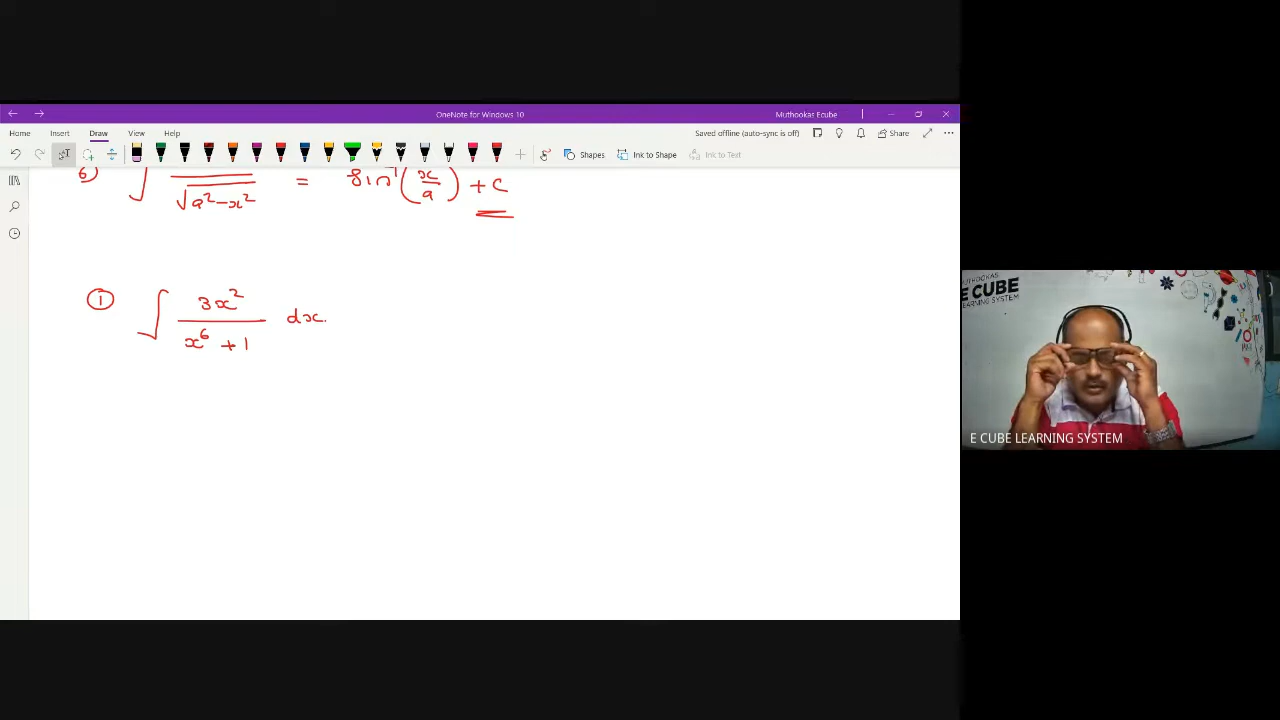 OneNote for Windows 10
Muthookas Ecube
Home Insert Draw View Help
Saved offline (auto-sync is off)
Share
Shapes
Ink to Shape
Ink to Text
6) ∫ ―/√(a²-x²) = sin⁻¹(x/a) + C
① ∫ 3x²/(x⁶ + 1) dx.
MUTHOOKAS
E CUBE
LEARNING SYSTEM
E CUBE LEARNING SYSTEM